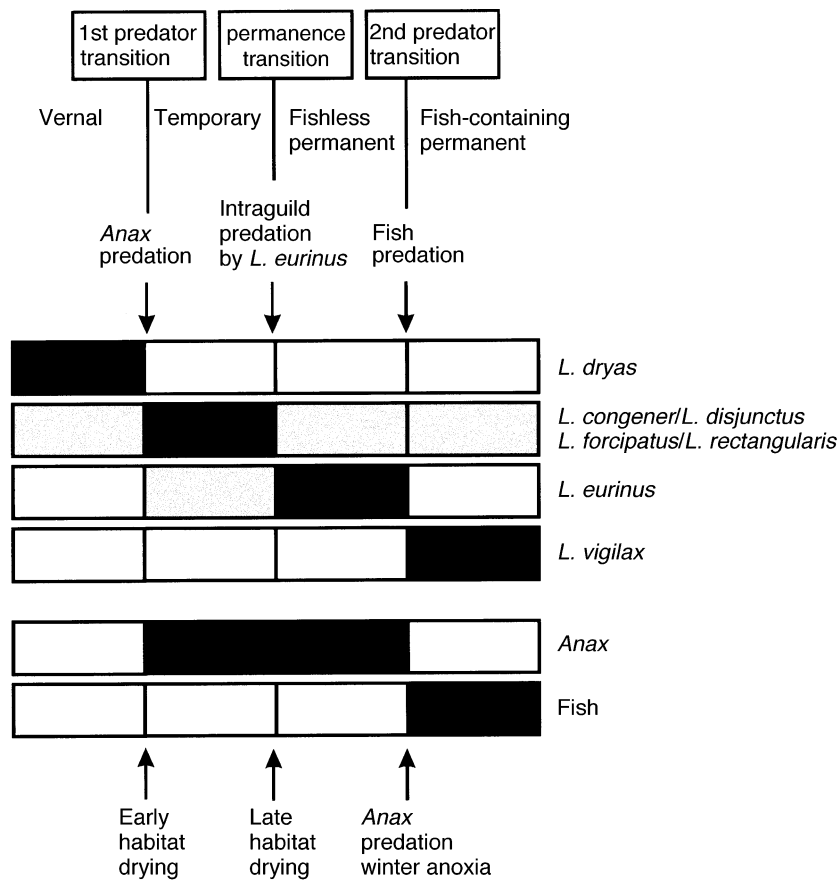 1st predator
transition
permanence
transition
2nd predator
transition
Vernal
Temporary
Fishless
permanent
Fish-containing
permanent
Anax
predation
Intraguild
predation
by L. eurinus
Fish
predation
L. dryas
L. congener/L. disjunctus
L. forcipatus/L. rectangularis
L. eurinus
L. vigilax
Anax
Fish
Early
habitat
drying
Late
habitat
drying
Anax
predation
winter anoxia